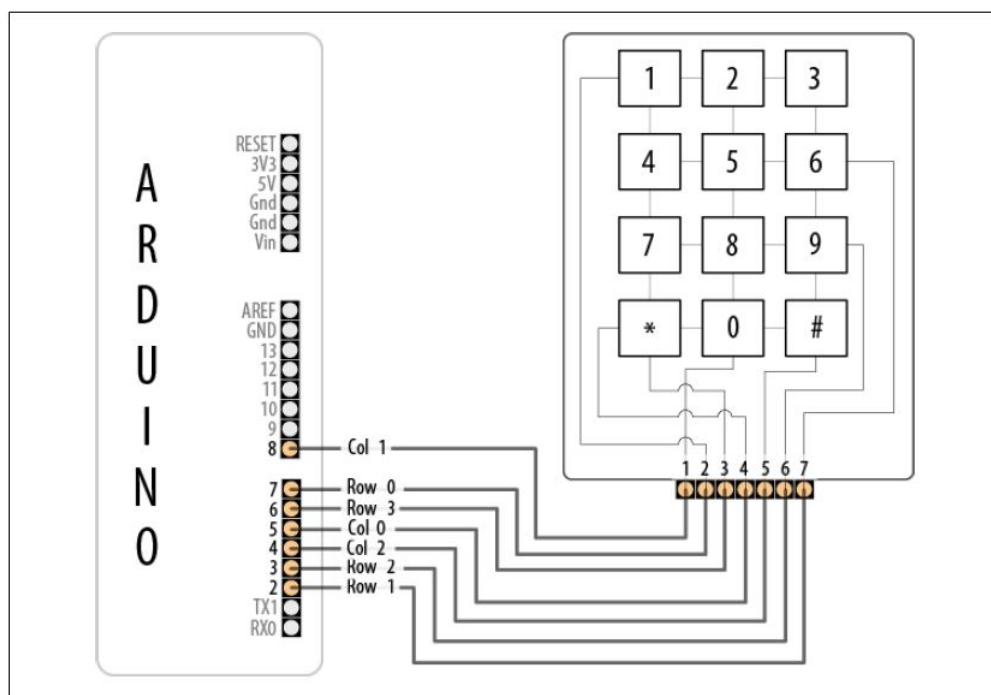 ARDUINO
RESET
3V3
5V
Gnd
Gnd
Vin
AREF
GND
13
12
11
10
9
8 Col 1
7 Row 0
6 Row 3
5 Col 0
4 Col 2
3 Row 2
2 Row 1
TX1
RX0
1 2 3
4 5 6
7 8 9
* 0 #
1 2 3 4 5 6 7